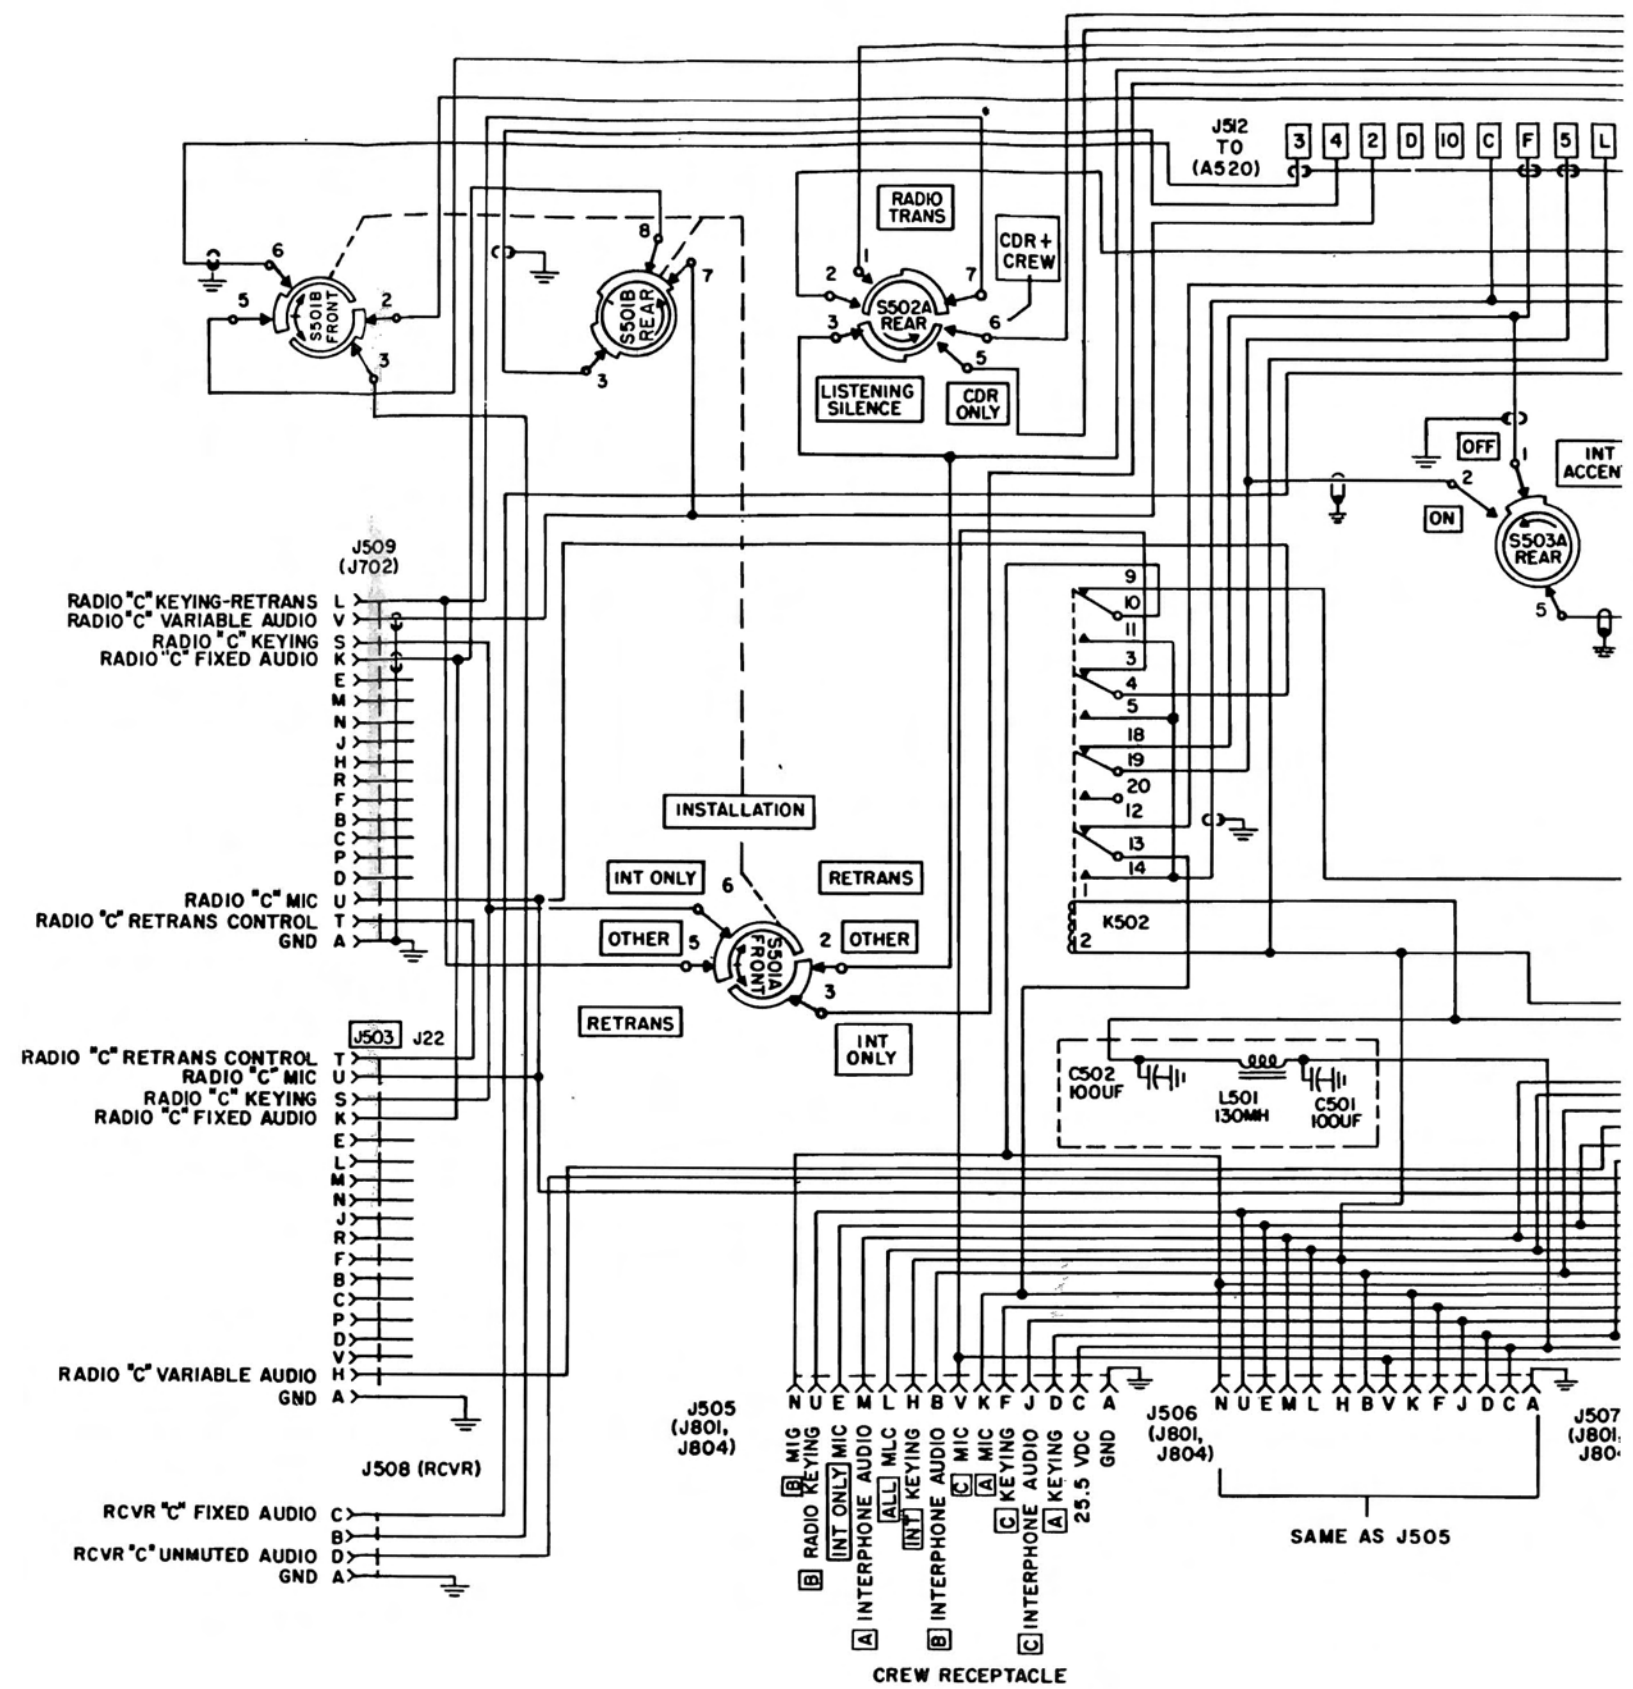 J512
TO
(A520)
3 4 2 D 10 C F 5 L
RADIO
TRANS
CDR +
CREW
6
5
2
3
S501B
FRONT
8
7
3
S501B
REAR
1
2
3
7
6
5
S502A
REAR
LISTENING
SILENCE
CDR
ONLY
OFF
1
2
ON
INT
ACCEN
S503A
REAR
5
J509
(J702)
RADIO "C" KEYING-RETRANS L
RADIO "C" VARIABLE AUDIO V
RADIO "C" KEYING S
RADIO "C" FIXED AUDIO K
E
M
N
J
H
R
F
B
C
P
D
RADIO "C" MIC U
RADIO "C" RETRANS CONTROL T
GND A
9
10
11
3
4
5
18
19
20
12
13
14
1
K502
2
INSTALLATION
INT ONLY
6
RETRANS
OTHER
5
2
OTHER
S501A
FRONT
3
RETRANS
INT
ONLY
J503 J22
RADIO "C" RETRANS CONTROL T
RADIO "C" MIC U
RADIO "C" KEYING S
RADIO "C" FIXED AUDIO K
E
L
M
N
J
R
F
B
C
P
D
V
RADIO "C" VARIABLE AUDIO H
GND A
C502
100UF
L501
130MH
C501
100UF
J508 (RCVR)
RCVR "C" FIXED AUDIO C
B
RCVR "C" UNMUTED AUDIO D
GND A
J505
(J801,
J804)
N U E M L H B V K F J D C A
B MIG
B RADIO KEYING
INT ONLY MIC
A INTERPHONE AUDIO
ALL MLC
INT KEYING
B INTERPHONE AUDIO
C MIC
A MIC
C KEYING
C INTERPHONE AUDIO
A KEYING
25.5 VDC
GND
CREW RECEPTACLE
J506
(J801,
J804)
N U E M L H B V K F J D C A
SAME AS J505
J507
(J801,
J80